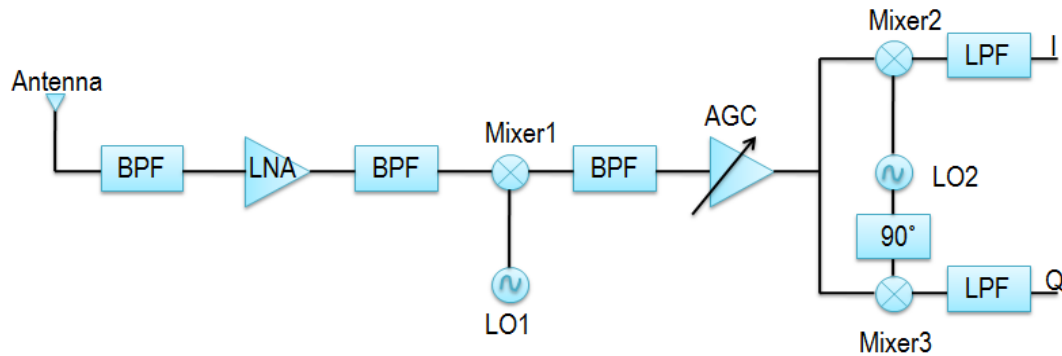 Antenna
BPF
LNA
BPF
Mixer1
LO1
BPF
AGC
Mixer2
LPF
I
LO2
90°
Mixer3
LPF
Q